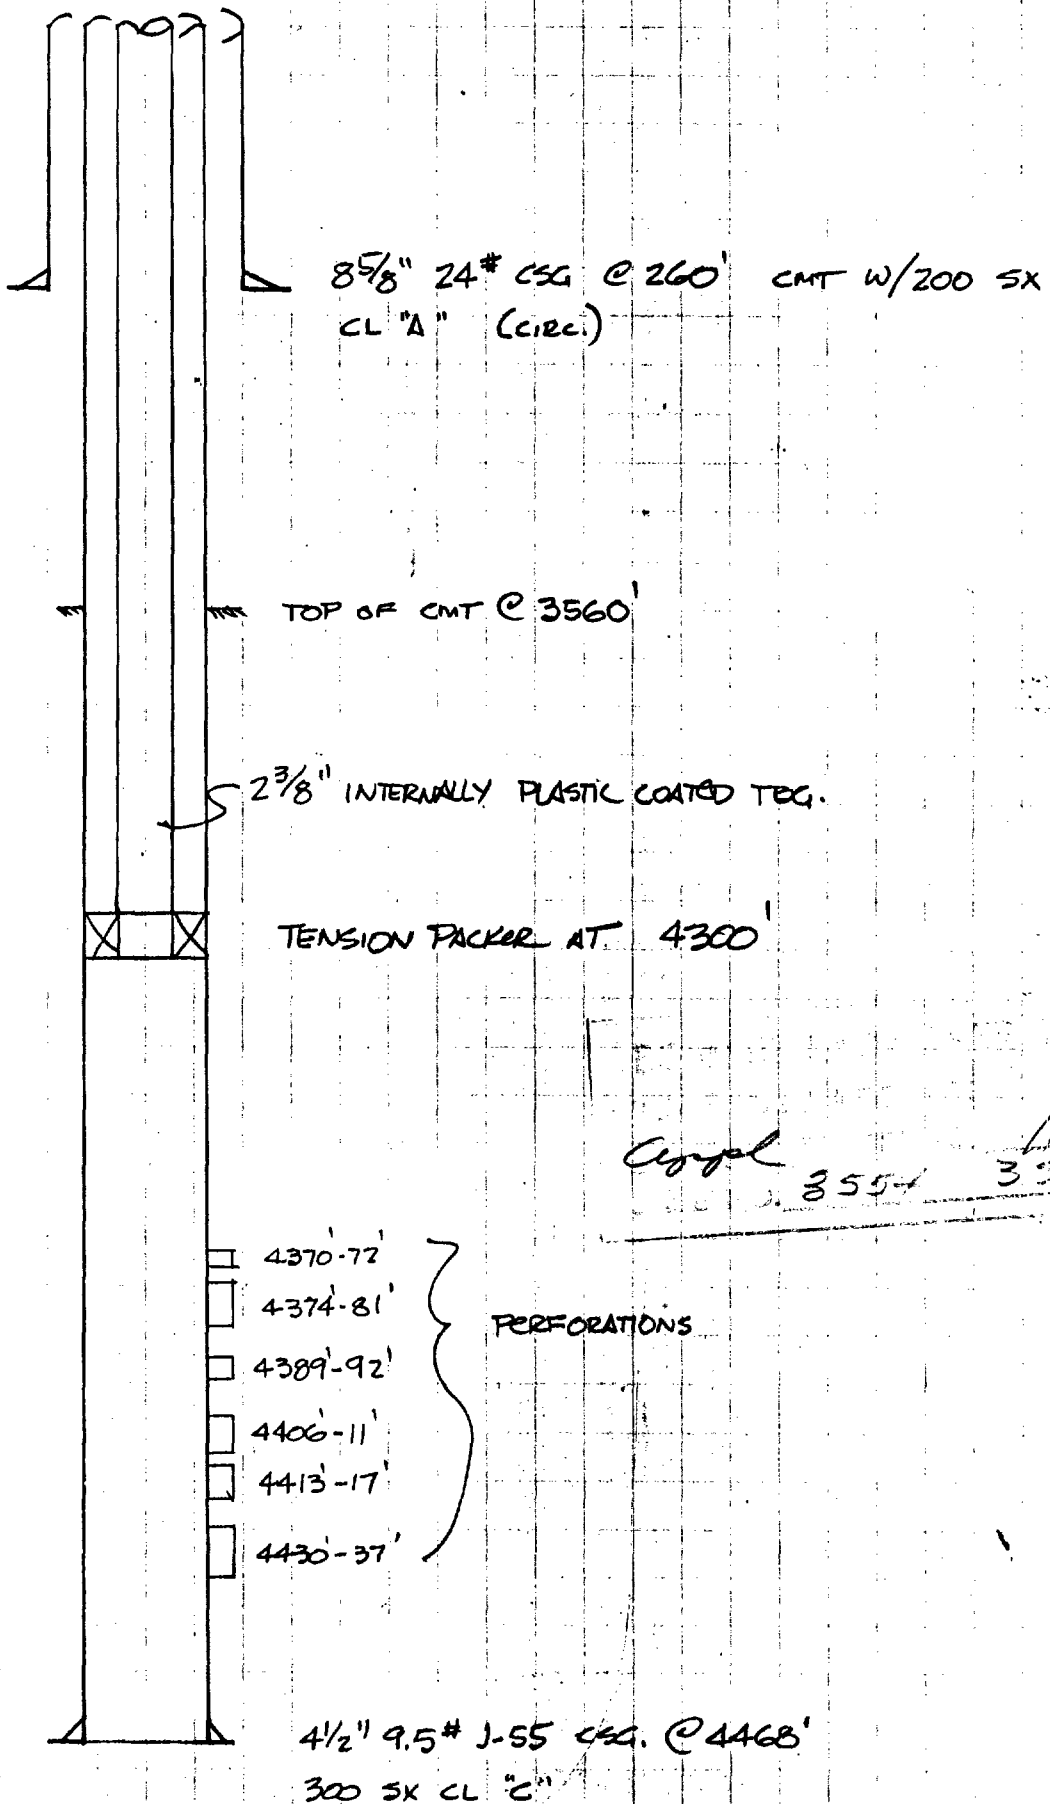 8 5/8" 24# CSG @ 260' CMT W/200 SX
CL "A" (CIRC.)
TOP OF CMT @ 3560'
2 3/8" INTERNALLY PLASTIC COATED TBG.
TENSION PACKER AT 4300'
4370'-72'
4374'-81'
4389'-92'
4406'-11'
4413'-17'
4430'-37'
PERFORATIONS
4 1/2" 9.5# J-55 CSG. @ 4468'
300 SX CL "C"